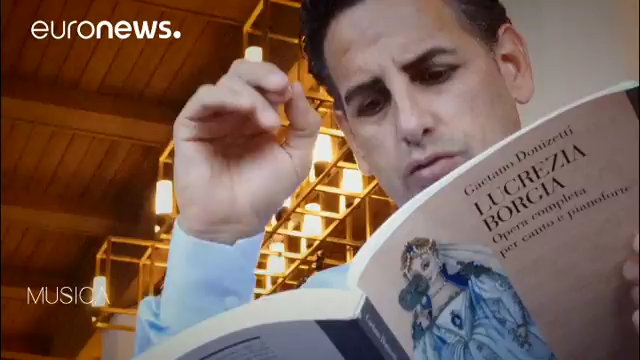 euronews.
Gaetano Donizetti
LUCREZIA
BORGIA
Opera completa
per canto e pianoforte
MUSICA